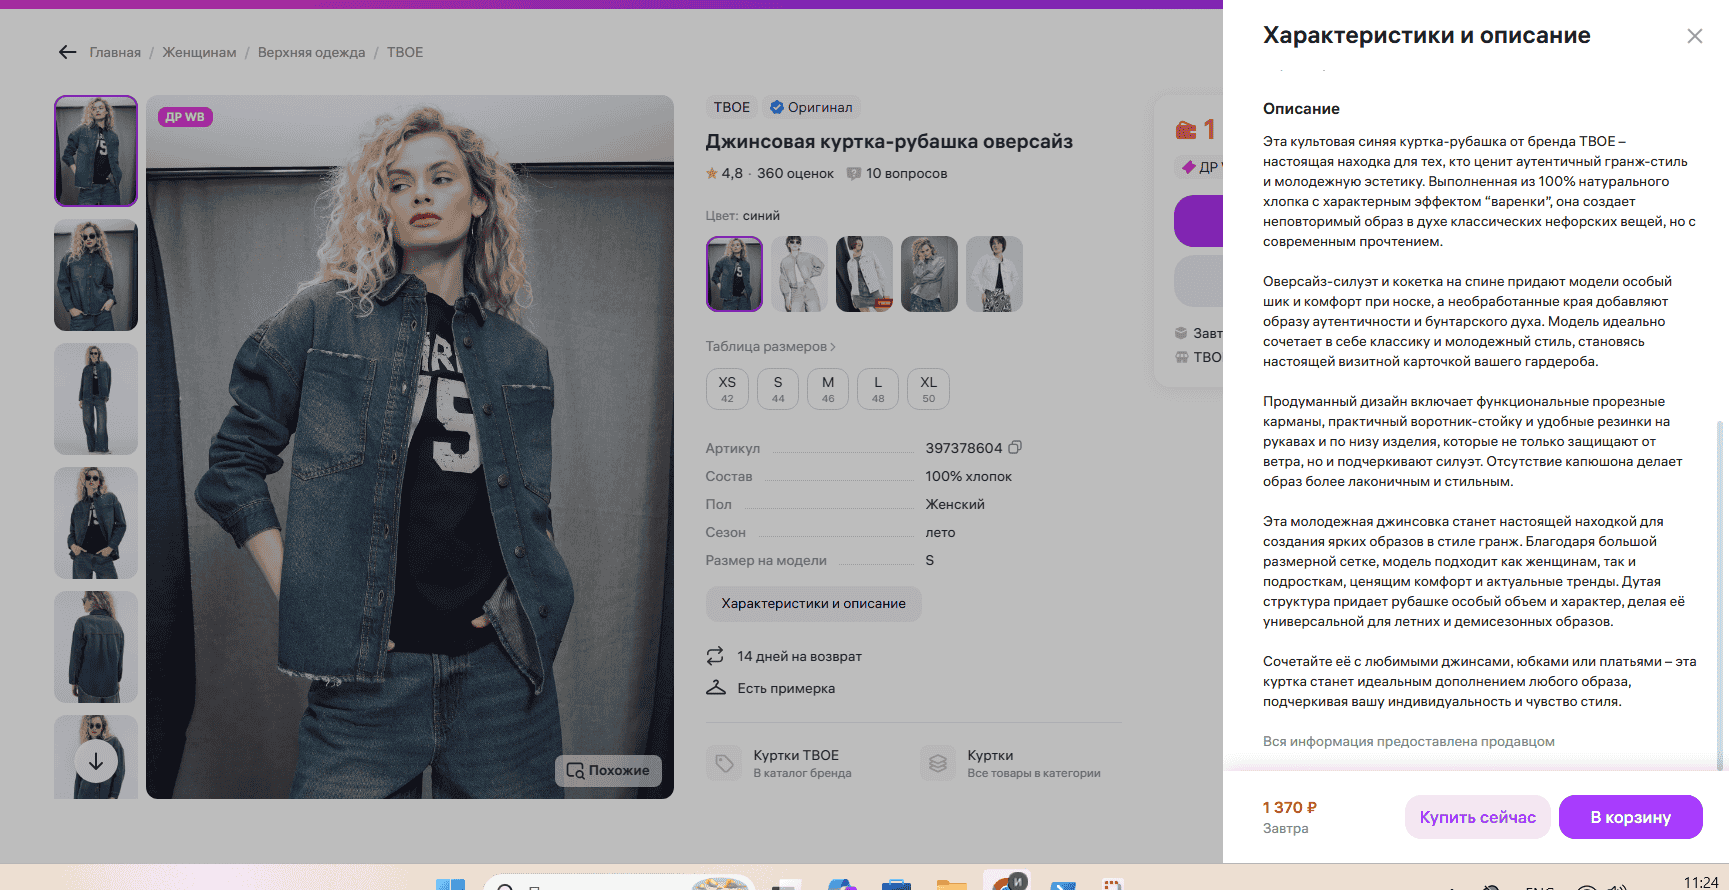 Главная / Женщинам / Верхняя одежда / ТВОЕ
ДР WB
Похожие
ТВОЕ
Оригинал
Джинсовая куртка-рубашка оверсайз
4,8 · 360 оценок
10 вопросов
Цвет: синий
Таблица размеров
XS S M L XL
42 44 46 48 50
Артикул 397378604
Состав 100% хлопок
Пол Женский
Сезон лето
Размер на модели S
Характеристики и описание
14 дней на возврат
Есть примерка
Куртки ТВОЕ
В каталог бренда
Куртки
Все товары в категории
1
ДР
Завт
ТВО
Характеристики и описание
Описание
Эта культовая синяя куртка-рубашка от бренда ТВОЕ –
настоящая находка для тех, кто ценит аутентичный гранж-стиль
и молодежную эстетику. Выполненная из 100% натурального
хлопка с характерным эффектом “варенки”, она создает
неповторимый образ в духе классических нефорских вещей, но с
современным прочтением.
Оверсайз-силуэт и кокетка на спине придают модели особый
шик и комфорт при носке, а необработанные края добавляют
образу аутентичности и бунтарского духа. Модель идеально
сочетает в себе классику и молодежный стиль, становясь
настоящей визитной карточкой вашего гардероба.
Продуманный дизайн включает функциональные прорезные
карманы, практичный воротник-стойку и удобные резинки на
рукавах и по низу изделия, которые не только защищают от
ветра, но и подчеркивают силуэт. Отсутствие капюшона делает
образ более лаконичным и стильным.
Эта молодежная джинсовка станет настоящей находкой для
создания ярких образов в стиле гранж. Благодаря большой
размерной сетке, модель подходит как женщинам, так и
подросткам, ценящим комфорт и актуальные тренды. Дутая
структура придает рубашке особый объем и характер, делая её
универсальной для летних и демисезонных образов.
Сочетайте её с любимыми джинсами, юбками или платьями – эта
куртка станет идеальным дополнением любого образа,
подчеркивая вашу индивидуальность и чувство стиля.
Вся информация предоставлена продавцом
1 370 ₽
Завтра
Купить сейчас
В корзину
11:24